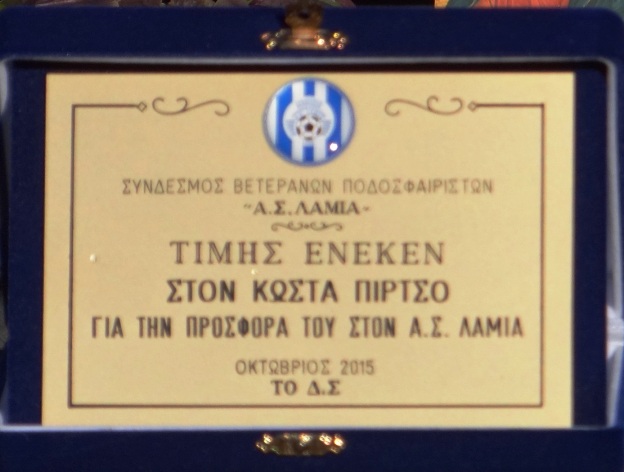 ΣΥΝΔΕΣΜΟΣ ΒΕΤΕΡΑΝΩΝ ΠΟΔΟΣΦΑΙΡΙΣΤΩΝ
~Α.Σ.ΛΑΜΙΑ~
ΤΙΜΗΣ ΕΝΕΚΕΝ
ΣΤΟΝ ΚΩΣΤΑ ΠΙΡΤΣΟ
ΓΙΑ ΤΗΝ ΠΡΟΣΦΟΡΑ ΤΟΥ ΣΤΟΝ Α.Σ. ΛΑΜΙΑ
ΟΚΤΩΒΡΙΟΣ 2015
ΤΟ Δ.Σ